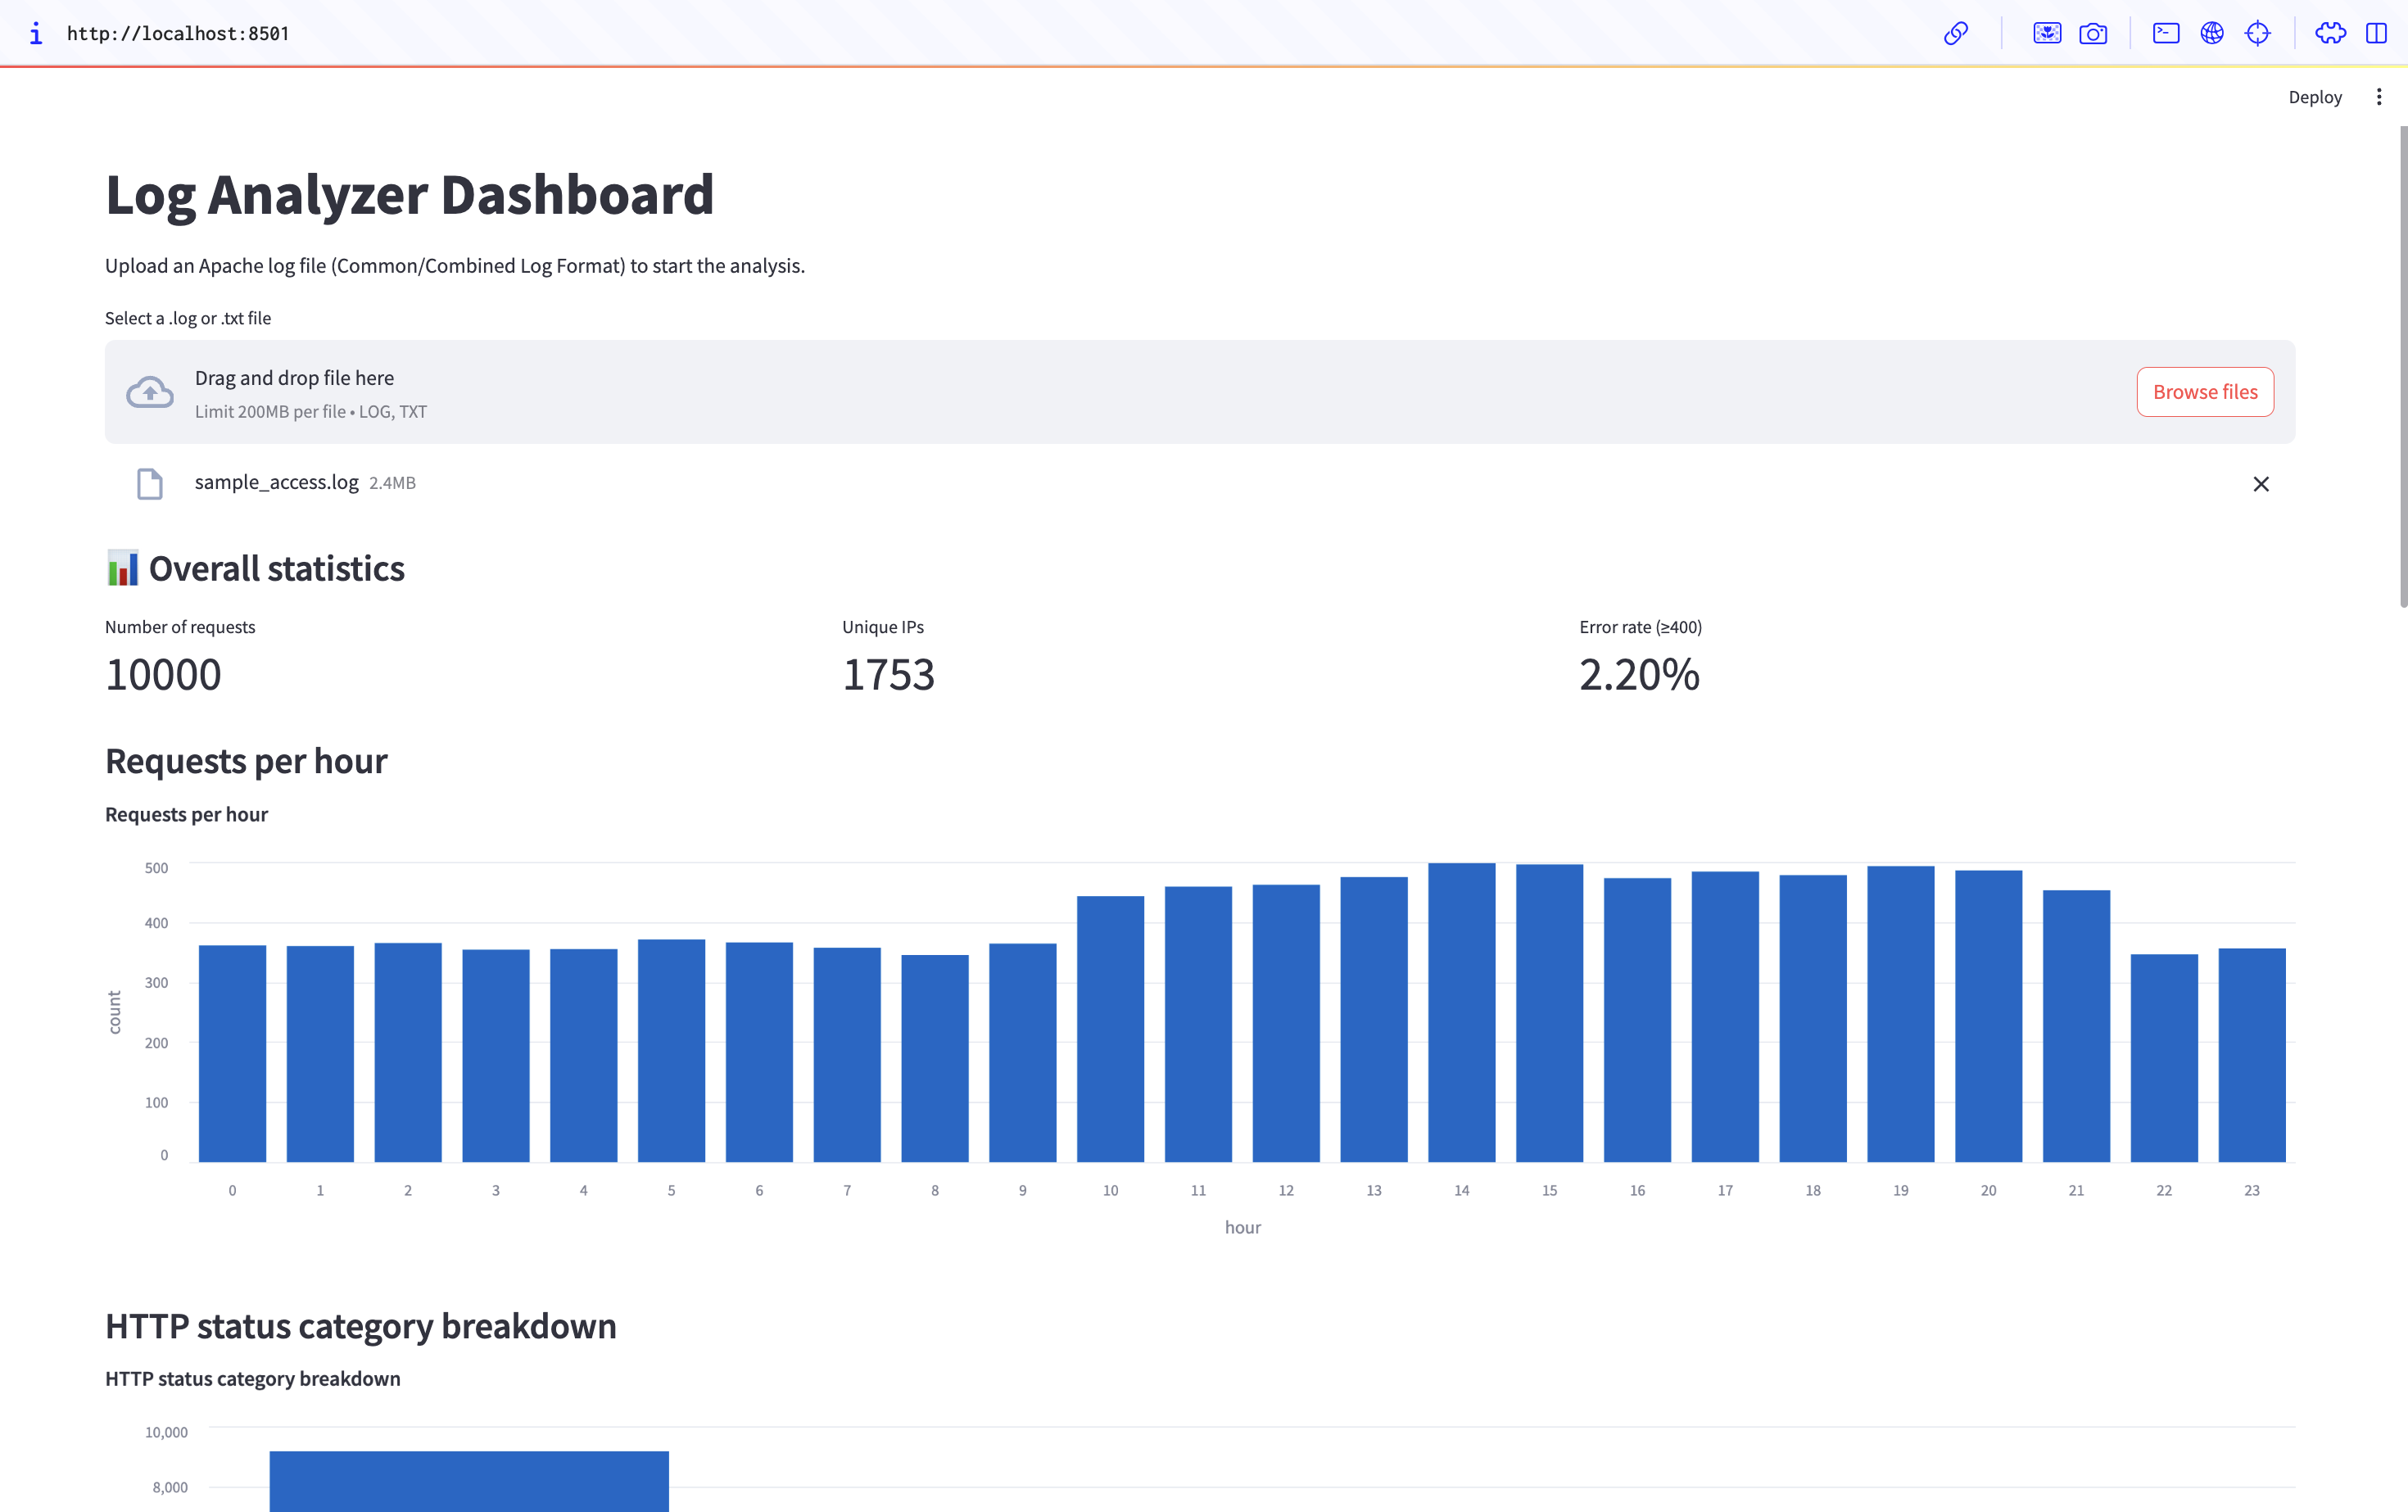 http://localhost:8501
Deploy
Log Analyzer Dashboard
Upload an Apache log file (Common/Combined Log Format) to start the analysis.
Select a .log or .txt file
Drag and drop file here
Limit 200MB per file • LOG, TXT
Browse files
sample_access.log 2.4MB
📊 Overall statistics
Number of requests
10000
Unique IPs
1753
Error rate (≥400)
2.20%
Requests per hour
Requests per hour
500
400
300
200
100
0
count
0 1 2 3 4 5 6 7 8 9 10 11 12 13 14 15 16 17 18 19 20 21 22 23
hour
HTTP status category breakdown
HTTP status category breakdown
10,000
8,000